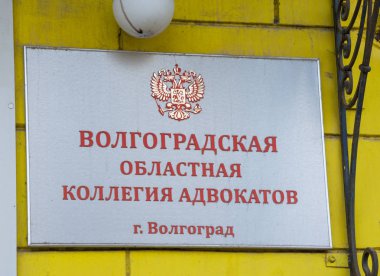 ВОЛГОГРАДСКАЯ
ОБЛАСТНАЯ
КОЛЛЕГИЯ АДВОКАТОВ
г. Волгоград